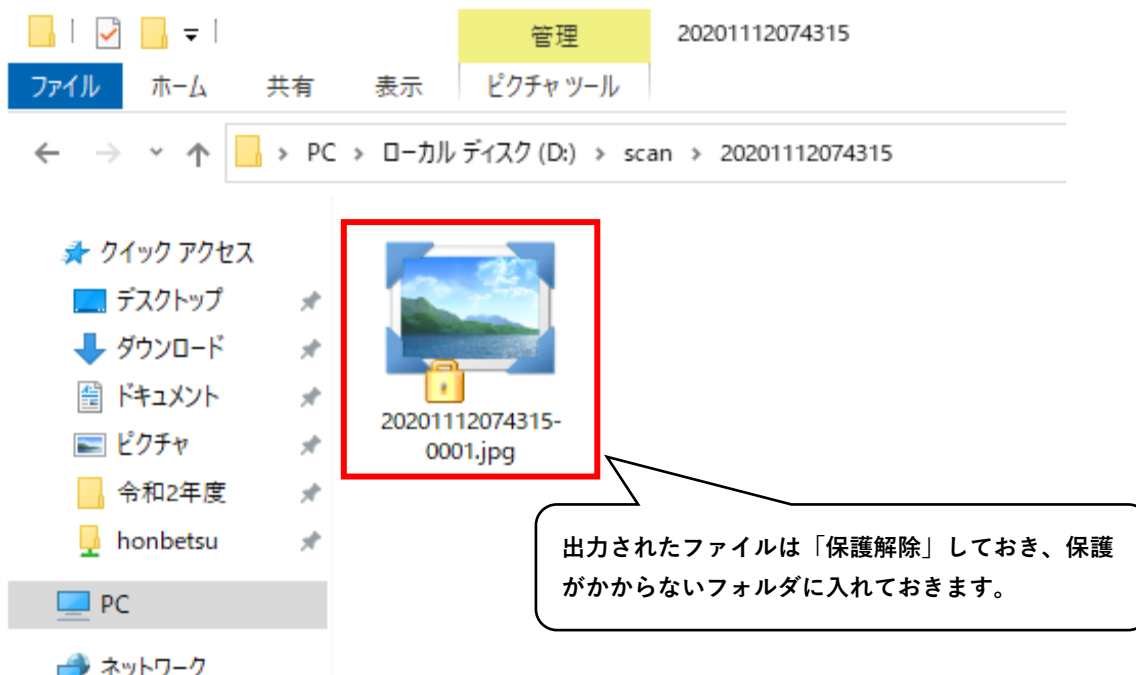 管理
20201112074315
ファイル
ホーム
共有
表示
ピクチャ ツール
PC › ローカル ディスク (D:) › scan › 20201112074315
クイック アクセス
デスクトップ
ダウンロード
ドキュメント
ピクチャ
令和2年度
honbetsu
PC
ネットワーク
20201112074315-
0001.jpg
出力されたファイルは「保護解除」しておき、保護
がかからないフォルダに入れておきます。